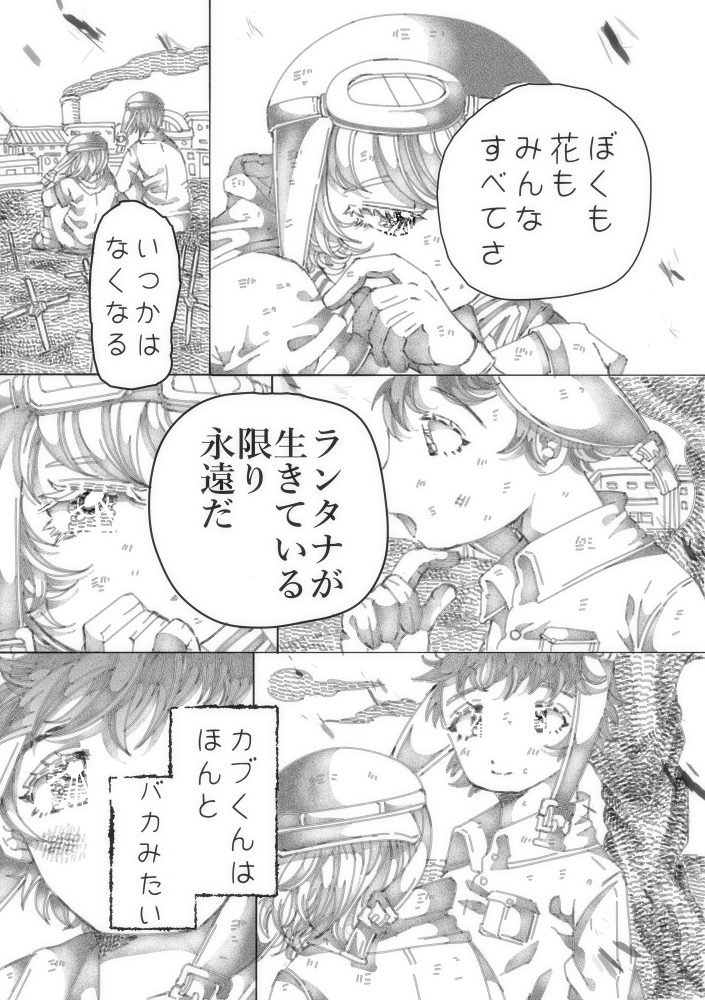 ぼくも
花も
みんな
すべてさ
いつかは
なくなる
ランタナが
生きている
限り
永遠だ
カブくんは
ほんと
バカみたい